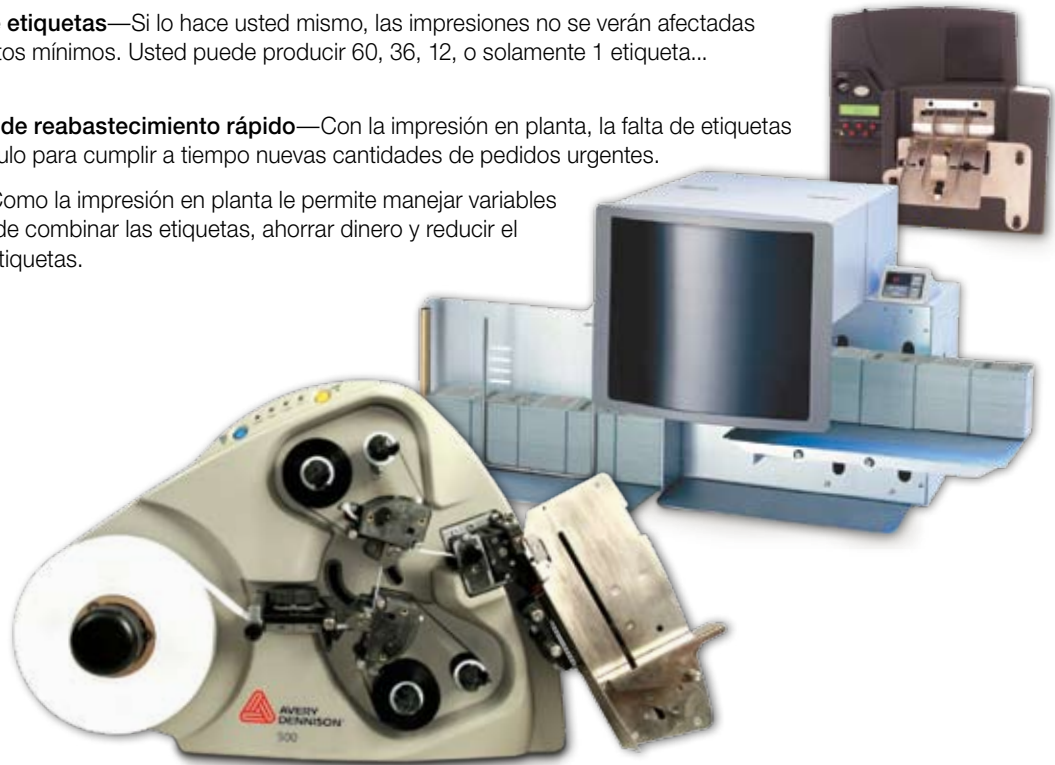 etiquetas—Si lo hace usted mismo, las impresiones no se verán afectadas
tos mínimos. Usted puede producir 60, 36, 12, o solamente 1 etiqueta...
de reabastecimiento rápido—Con la impresión en planta, la falta de etiquetas
ulo para cumplir a tiempo nuevas cantidades de pedidos urgentes.
Como la impresión en planta le permite manejar variables
de combinar las etiquetas, ahorrar dinero y reducir el
tiquetas.
AVERY
DENNISON
500